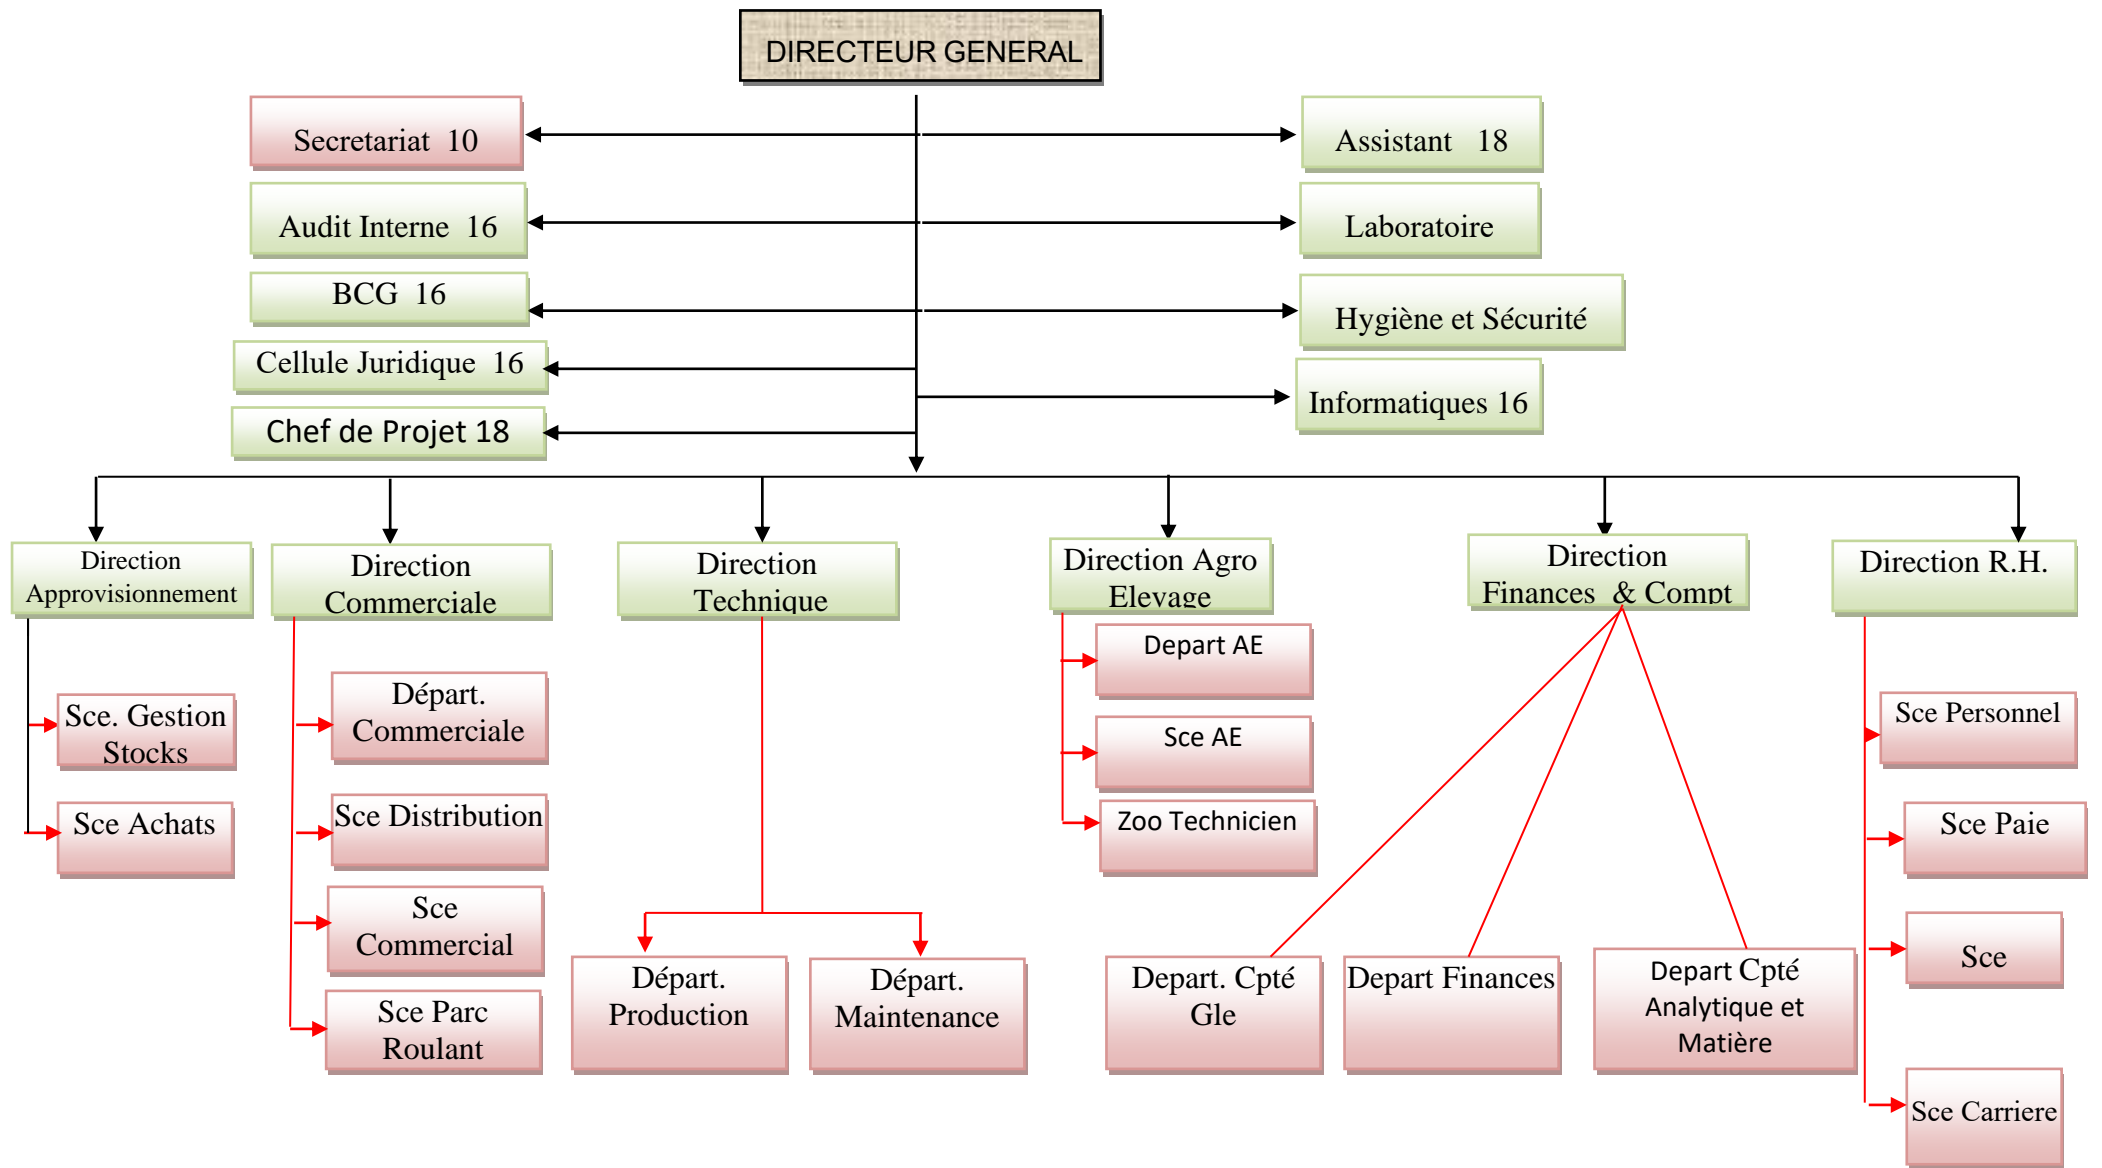 DIRECTEUR GENERAL
Secretariat 10
Assistant 18
Audit Interne 16
Laboratoire
BCG 16
Hygiène et Sécurité
Cellule Juridique 16
Informatiques 16
Chef de Projet 18
Direction
Approvisionnement
Direction
Commerciale
Direction
Technique
Direction Agro
Elevage
Direction
Finances & Compt
Direction R.H.
Sce. Gestion
Stocks
Sce Achats
Départ.
Commerciale
Sce Distribution
Sce
Commercial
Sce Parc
Roulant
Départ.
Production
Départ.
Maintenance
Depart AE
Sce AE
Zoo Technicien
Depart. Cpté
Gle
Depart Finances
Depart Cpté
Analytique et
Matière
Sce Personnel
Sce Paie
Sce
Sce Carriere